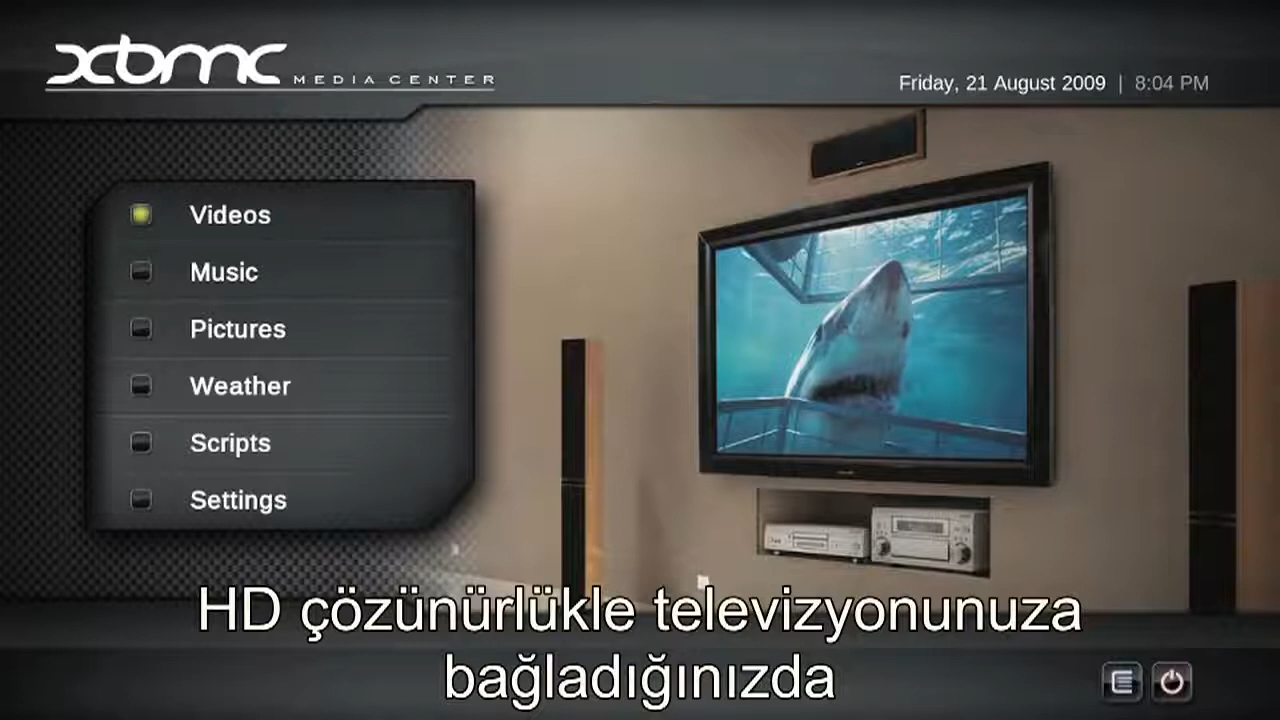 xbmc MEDIA CENTER
Friday, 21 August 2009 | 8:04 PM
Videos
Music
Pictures
Weather
Scripts
Settings
HD çözünürlükle televizyonunuza
bağladığınızda